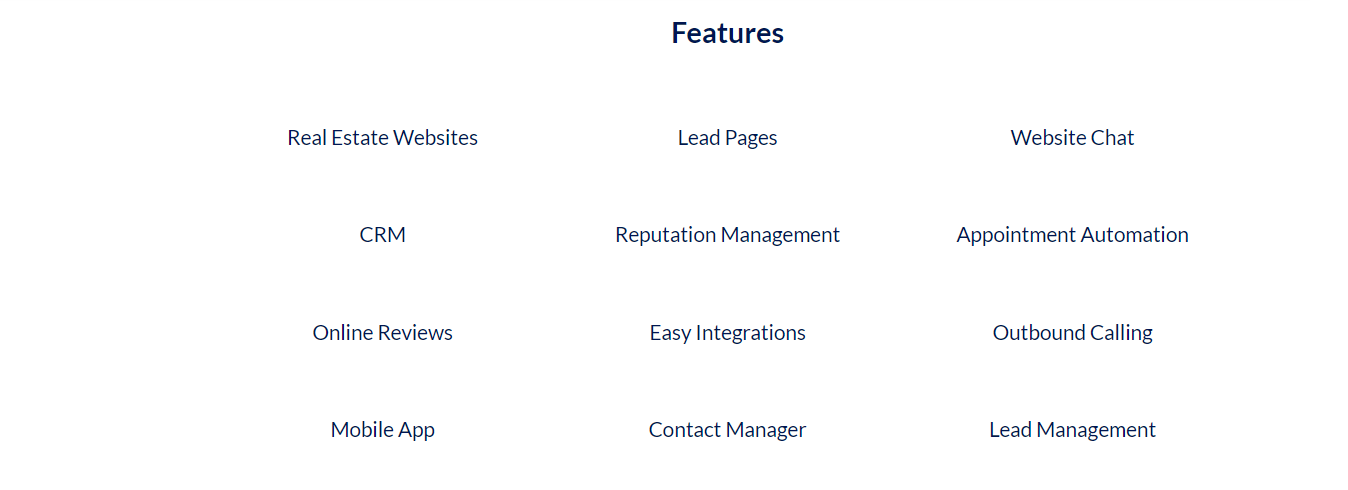 Features
Real Estate Websites
Lead Pages
Website Chat
CRM
Reputation Management
Appointment Automation
Online Reviews
Easy Integrations
Outbound Calling
Mobile App
Contact Manager
Lead Management